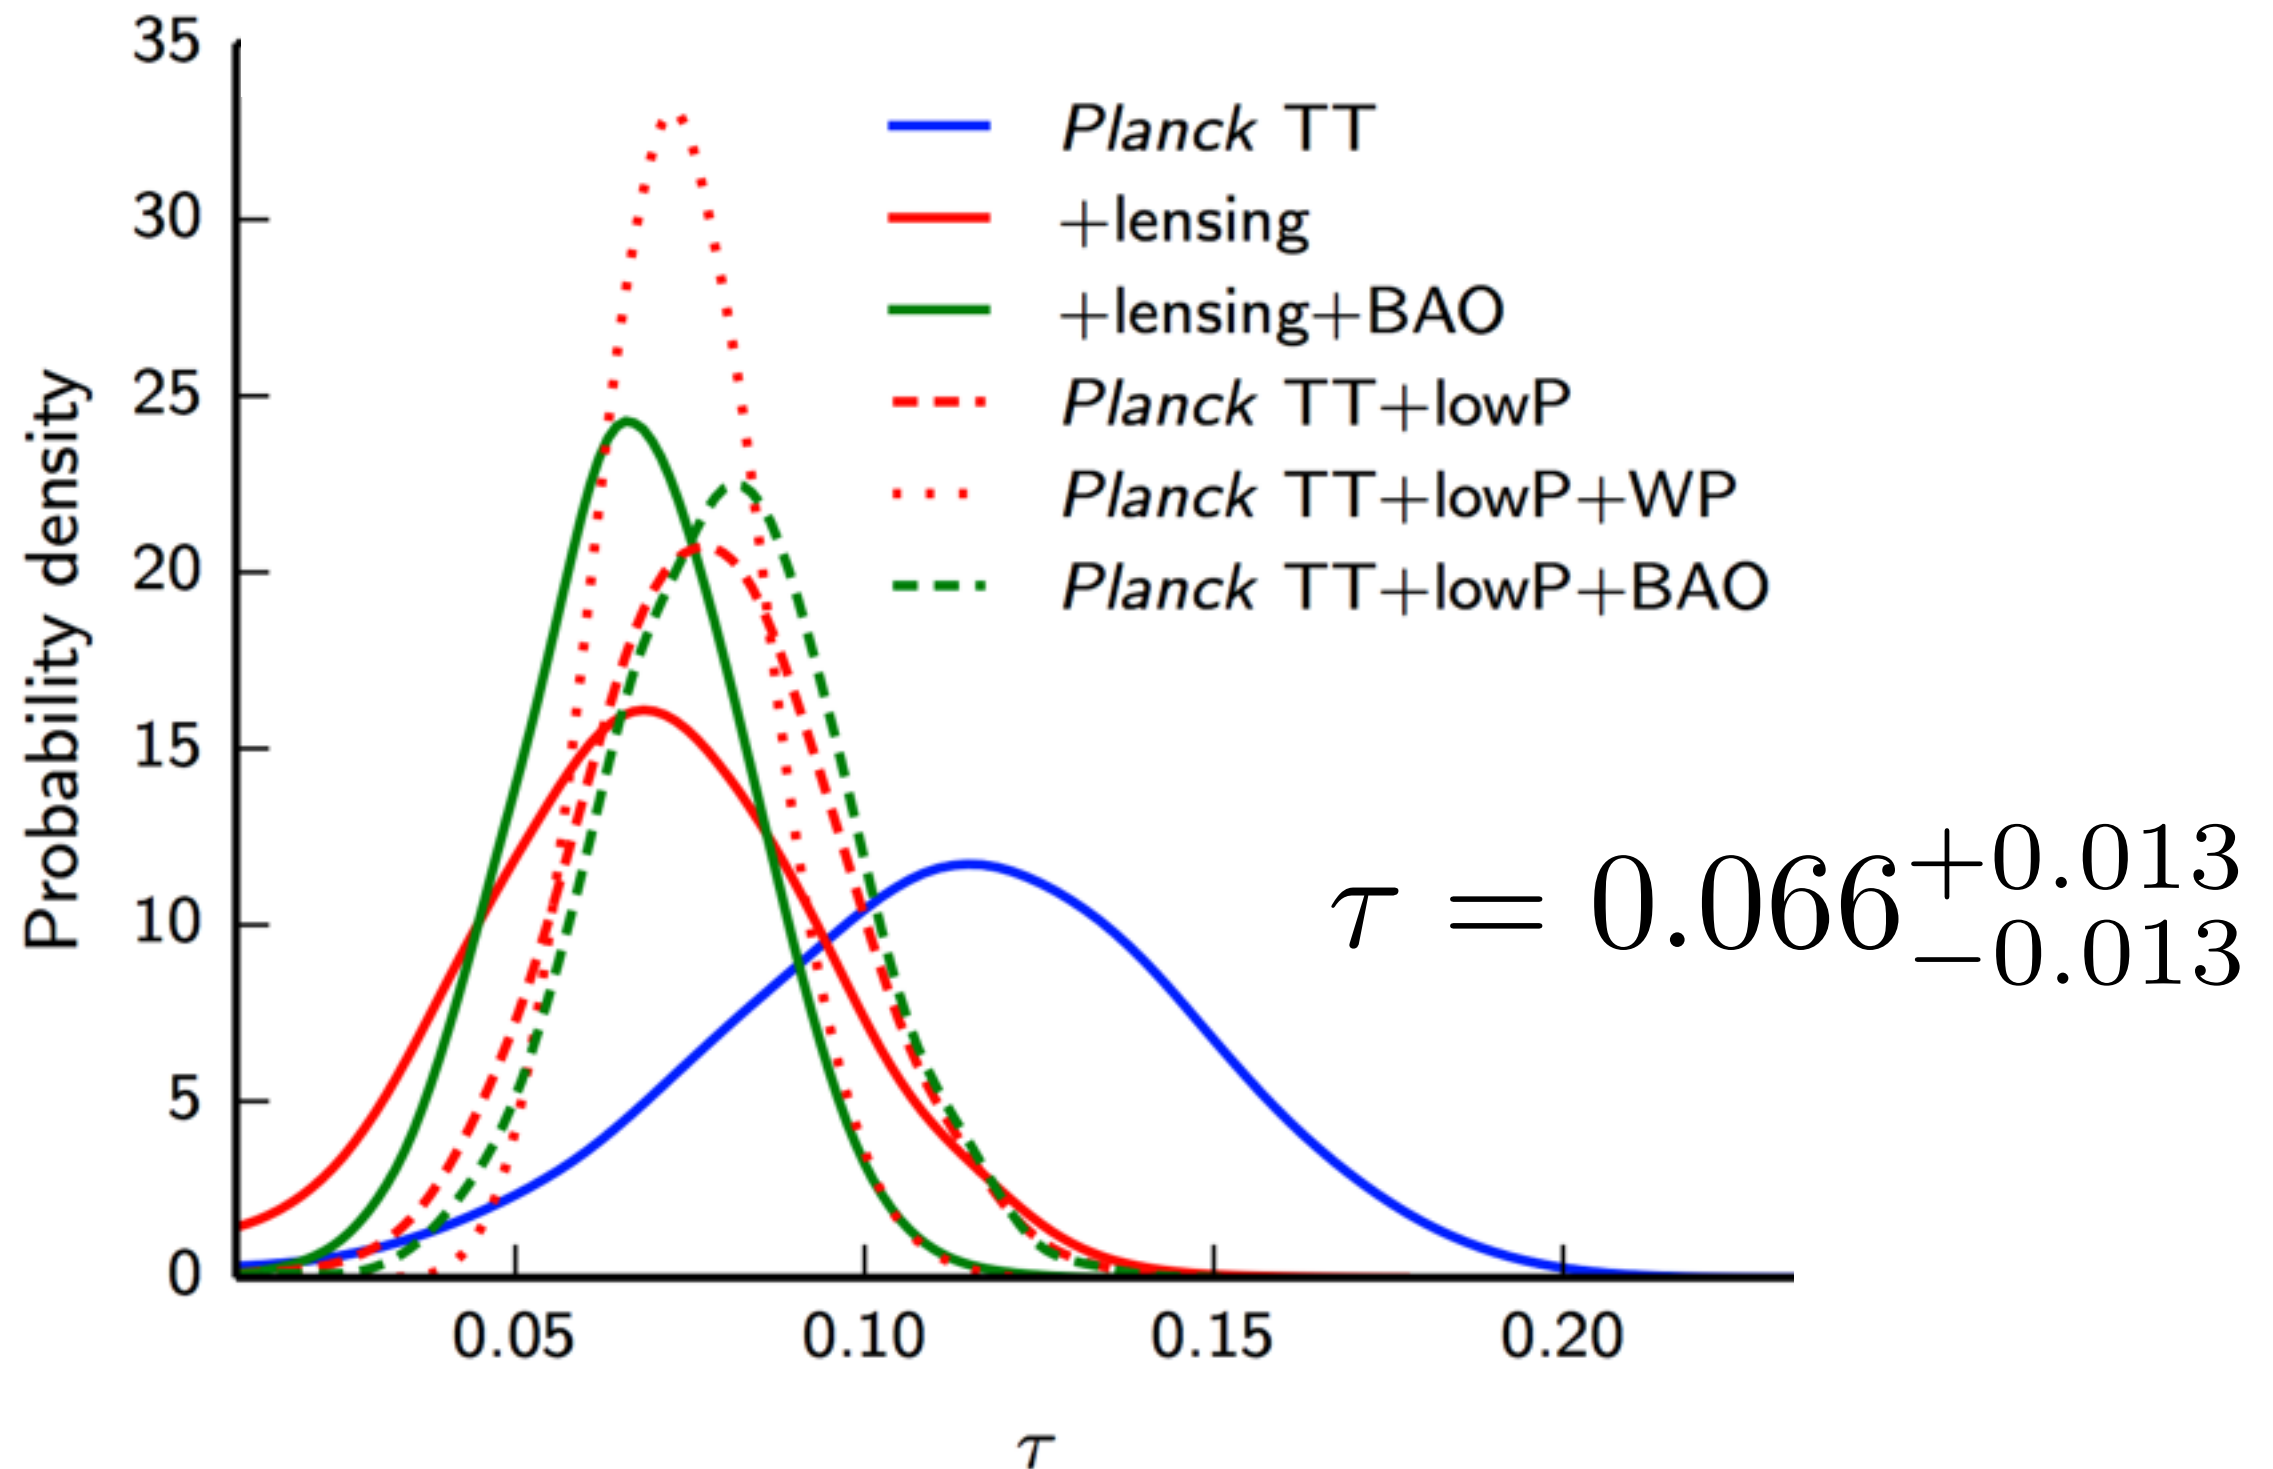 35
30
25
20
15
10
5
0
Probability density
Planck TT
+lensing
+lensing+BAO
Planck TT+lowP
Planck TT+lowP+WP
Planck TT+lowP+BAO
τ = 0.066 +0.013 −0.013
0.05 0.10 0.15 0.20
τ